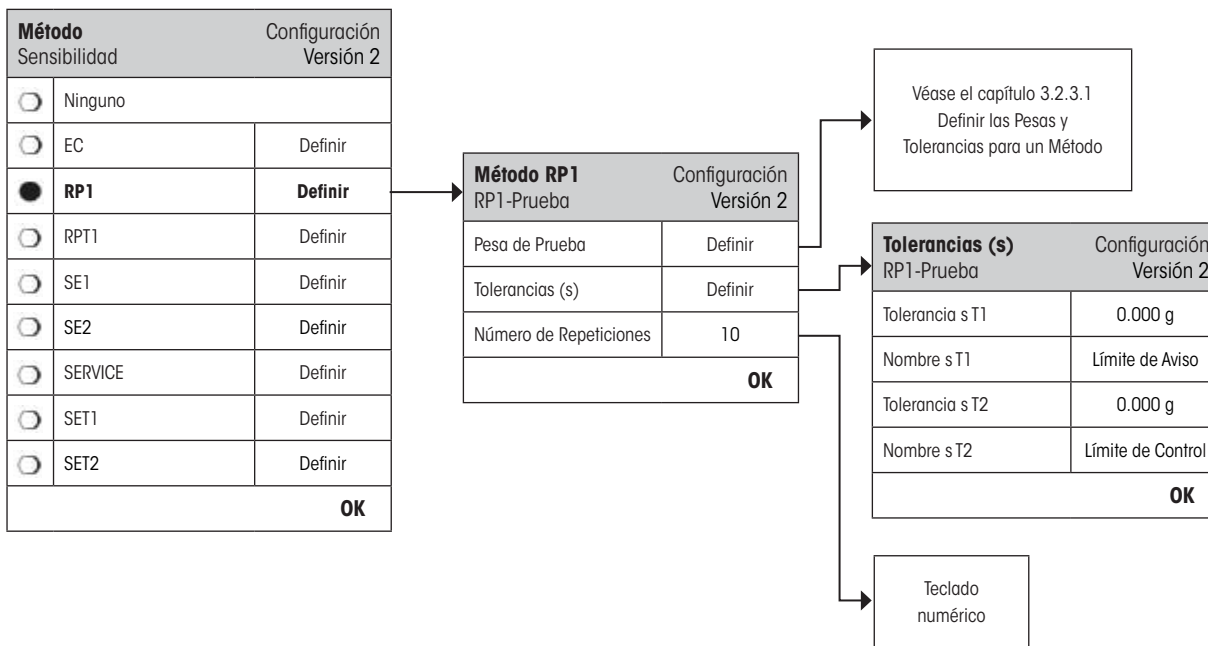 Método Configuración
Sensibilidad Versión 2
Ninguno
EC Definir
RP1 Definir
RPT1 Definir
SE1 Definir
SE2 Definir
SERVICE Definir
SET1 Definir
SET2 Definir
OK
Método RP1 Configuración
RP1-Prueba Versión 2
Pesa de Prueba Definir
Tolerancias (s) Definir
Número de Repeticiones 10
OK
Véase el capítulo 3.2.3.1
Definir las Pesas y
Tolerancias para un Método
Tolerancias (s) Configuración
RP1-Prueba Versión 2
Tolerancia s T1 0.000 g
Nombre s T1 Límite de Aviso
Tolerancia s T2 0.000 g
Nombre s T2 Límite de Control
OK
Teclado
numérico